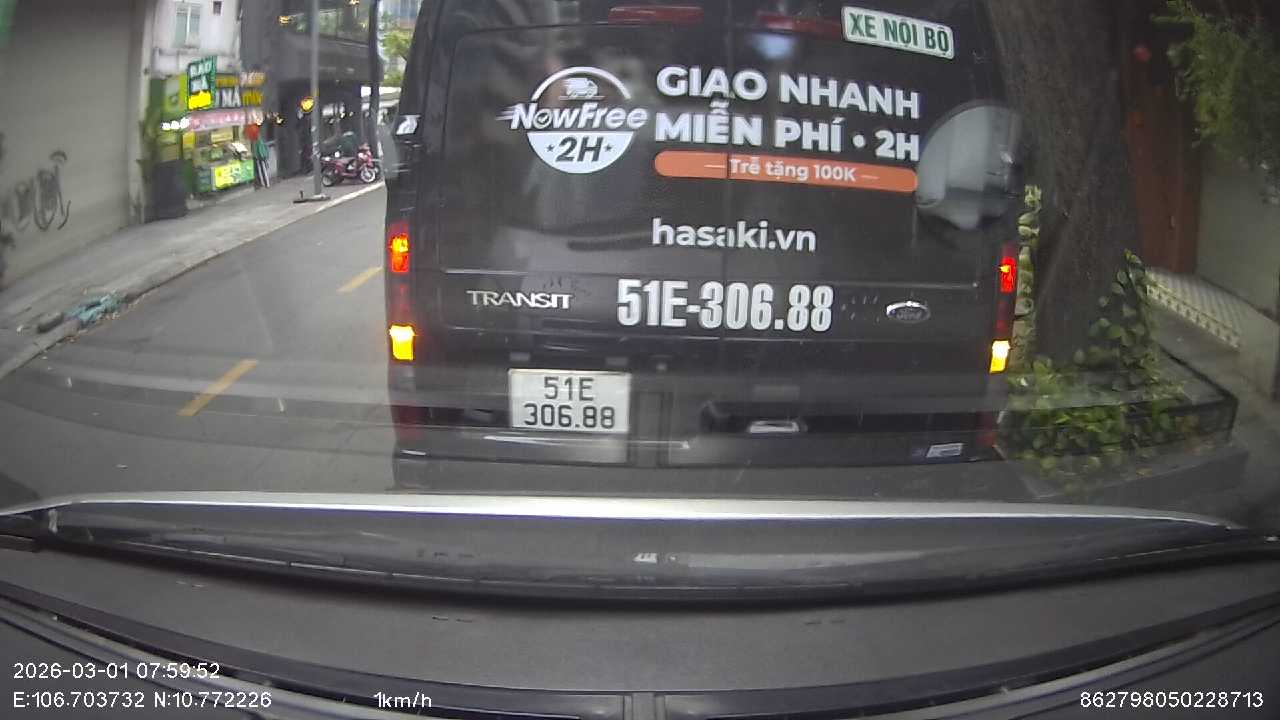 XE NỘI BỘ
GIAO NHANH
MIỄN PHÍ • 2H
NowFree
2H
Trễ tặng 100K
hasaki.vn
TRANSIT
51E-306.88
Ford
51E
306.88
2026-03-01 07:59:52
E:106.703732 N:10.772226
1km/h
862798050228713